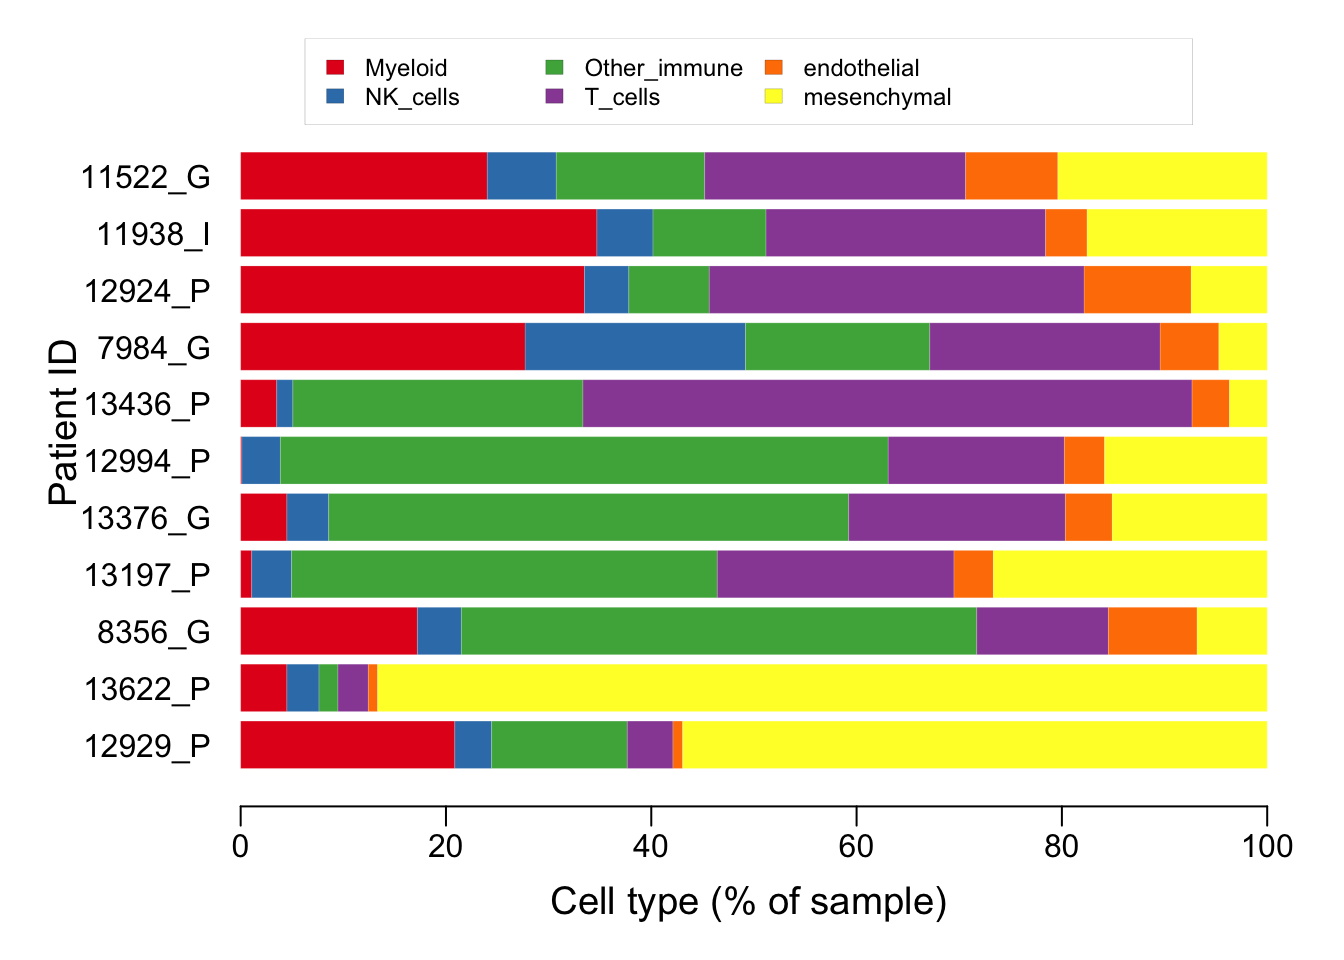 Myeloid Other_immune endothelial
NK_cells T_cells mesenchymal
11522_G
11938_I
12924_P
7984_G
13436_P
12994_P
13376_G
13197_P
8356_G
13622_P
12929_P
Patient ID
0 20 40 60 80 100
Cell type (% of sample)